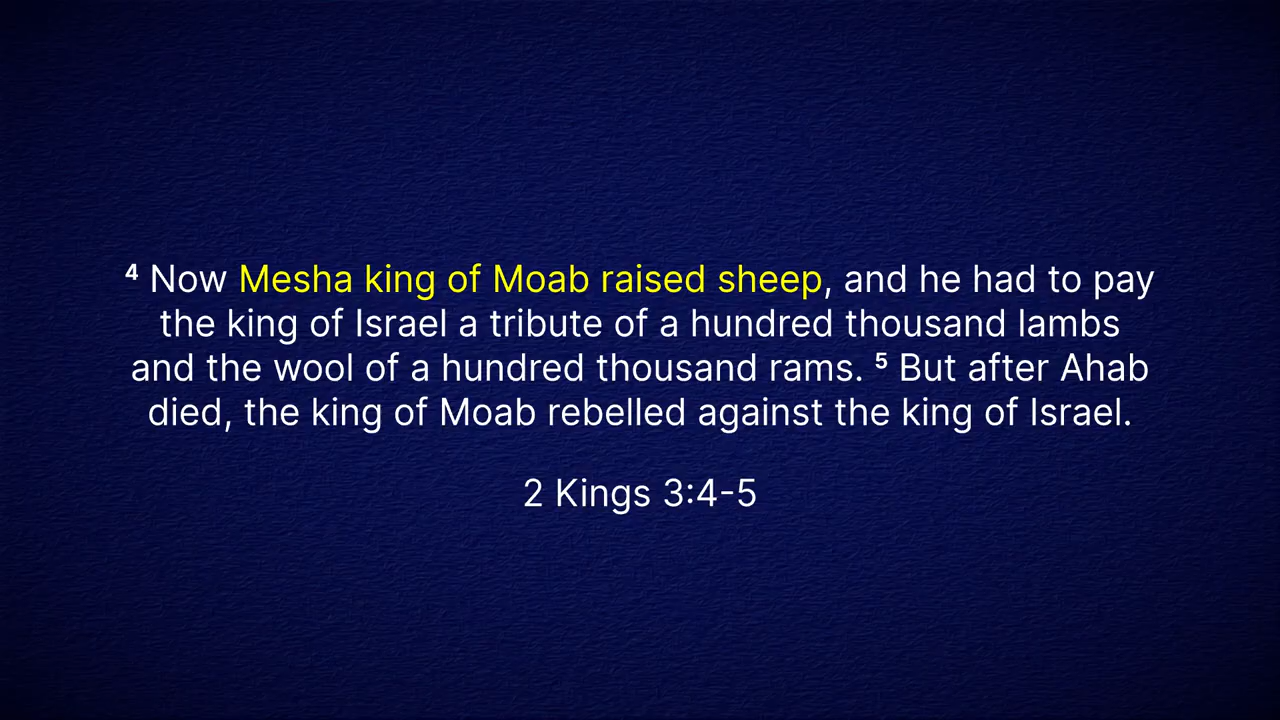 ⁴ Now Mesha king of Moab raised sheep, and he had to pay
the king of Israel a tribute of a hundred thousand lambs
and the wool of a hundred thousand rams. ⁵ But after Ahab
died, the king of Moab rebelled against the king of Israel.
2 Kings 3:4-5